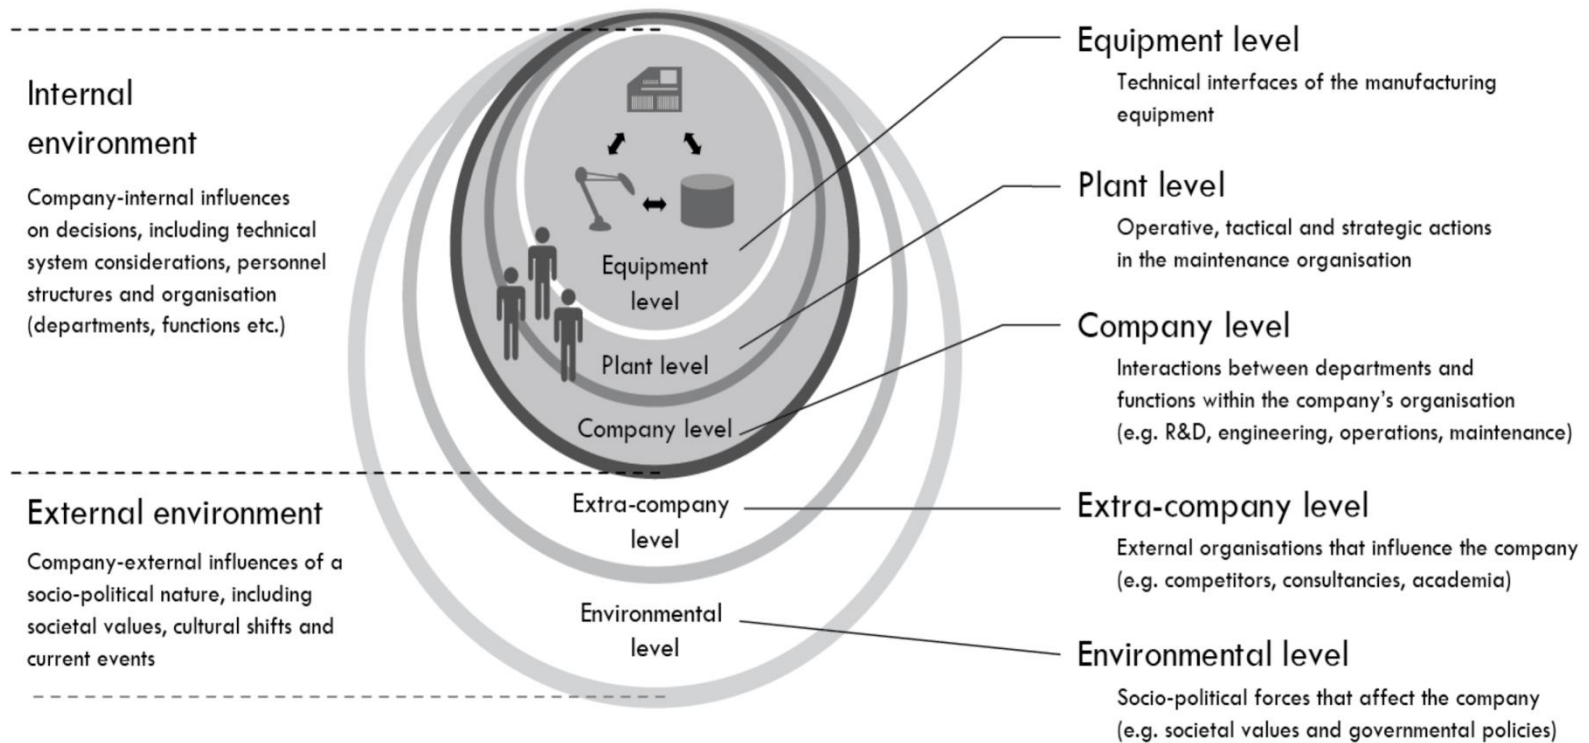 Internal
environment
Company-internal influences
on decisions, including technical
system considerations, personnel
structures and organisation
(departments, functions etc.)
External environment
Company-external influences of a
socio-political nature, including
societal values, cultural shifts and
current events
Equipment
level
Plant level
Company level
Extra-company
level
Environmental
level
Equipment level
Technical interfaces of the manufacturing
equipment
Plant level
Operative, tactical and strategic actions
in the maintenance organisation
Company level
Interactions between departments and
functions within the company's organisation
(e.g. R&D, engineering, operations, maintenance)
Extra-company level
External organisations that influence the company
(e.g. competitors, consultancies, academia)
Environmental level
Socio-political forces that affect the company
(e.g. societal values and governmental policies)